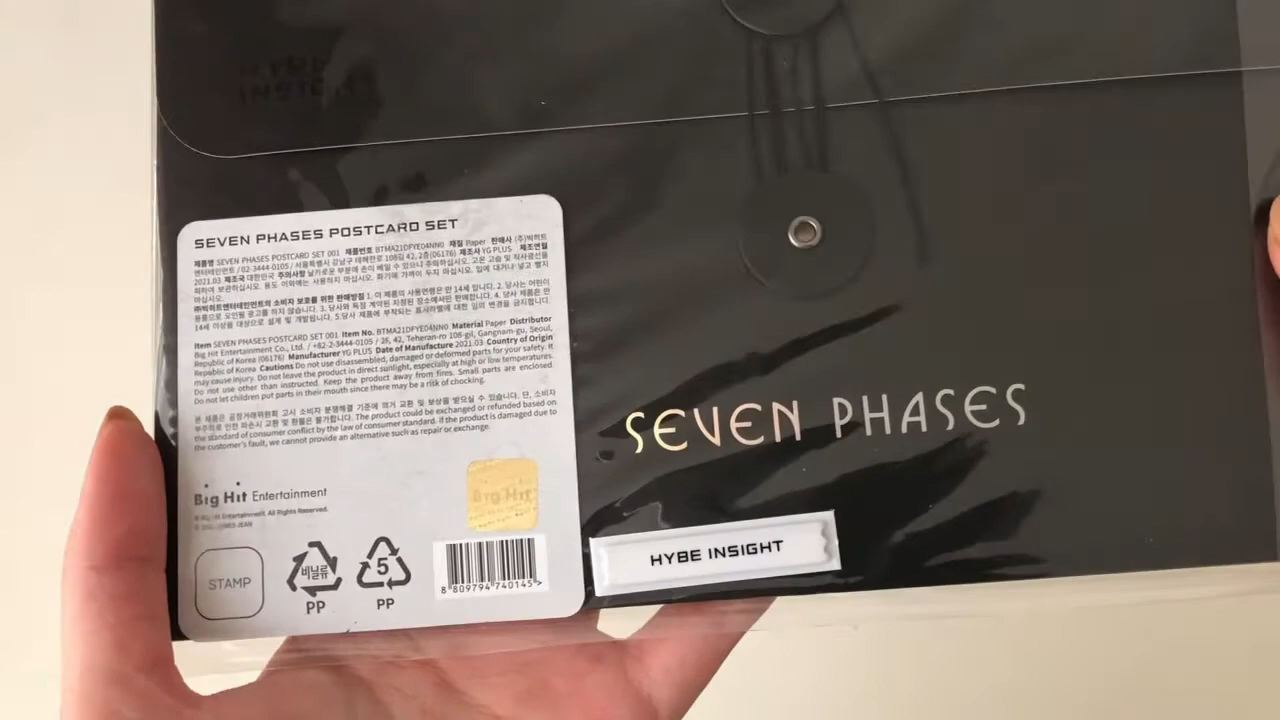 SEVEN PHASES POSTCARD SET
제품명 SEVEN PHASES POSTCARD SET 001 제품번호 BTMA21DFYE04NN0 재질 Paper 판매사 (주)빅히트
엔터테인먼트 / 02-3444-0105 / 서울특별시 강남구 테헤란로 108길 42, 2층(06176) 제조사 YG PLUS 제조연월
2021.03 제조국 대한민국 주의사항 날카로운 부분에 손이 베일 수 있으니 주의하십시오. 고온 고습 및 직사광선을
피하여 보관하십시오. 용도 이외에는 사용하지 마십시오. 화기에 가까이 두지 마십시오. 입에 대거나 넣고 빨지
마십시오.
㈜빅히트엔터테인먼트의 소비자 보호를 위한 판매방침 1. 이 제품의 사용연령은 만 14세 입니다. 2. 당사는 어린이
용품으로 오인될 광고를 하지 않습니다. 3. 당사와 특정 계약된 지정된 장소에서만 판매합니다. 4. 당사 제품은 만
14세 이상을 대상으로 설계 및 개발됩니다. 5.당사 제품에 부착되는 표시라벨에 대한 임의 변경을 금지합니다.
Item SEVEN PHASES POSTCARD SET 001 Item No. BTMA21DFYE04NN0 Material Paper Distributor
Big Hit Entertainment Co., Ltd. / +82-2-3444-0105 / 2F, 42, Teheran-ro 108-gil, Gangnam-gu, Seoul,
Republic of Korea (06176) Manufacturer YG PLUS Date of Manufacture 2021.03 Country of Origin
Republic of Korea Cautions Do not use disassembled, damaged or deformed parts for your safety. It
may cause injury. Do not leave the product in direct sunlight, especially at high or low temperatures.
Do not use other than instructed. Keep the product away from fires. Small parts are enclosed.
Do not let children put parts in their mouth since there may be a risk of chocking.
본 제품은 공정거래위원회 고시 소비자 분쟁해결 기준에 의거 교환 및 보상을 받으실 수 있습니다. 단, 소비자
부주의로 인한 파손시 교환 및 환불은 불가합니다. The product could be exchanged or refunded based on
the standard of consumer conflict by the law of consumer standard. If the product is damaged due to
the customer's fault, we cannot provide an alternative such as repair or exchange.
Big Hit Entertainment
Big Hit Entertainment. All Rights Reserved.
JAMES JEAN
Big Hit
STAMP
비닐류
PP
5
PP
8 809794 740145 >
SEVEN PHASES
HYBE INSIGHT